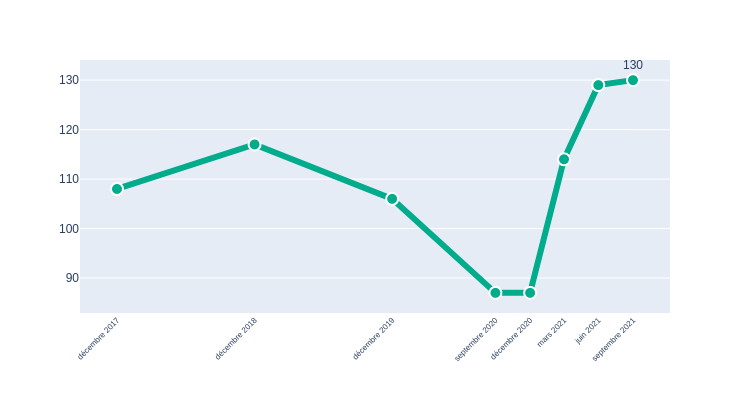 130
130
120
110
100
90
décembre 2017
décembre 2018
décembre 2019
septembre 2020
décembre 2020
mars 2021
juin 2021
septembre 2021